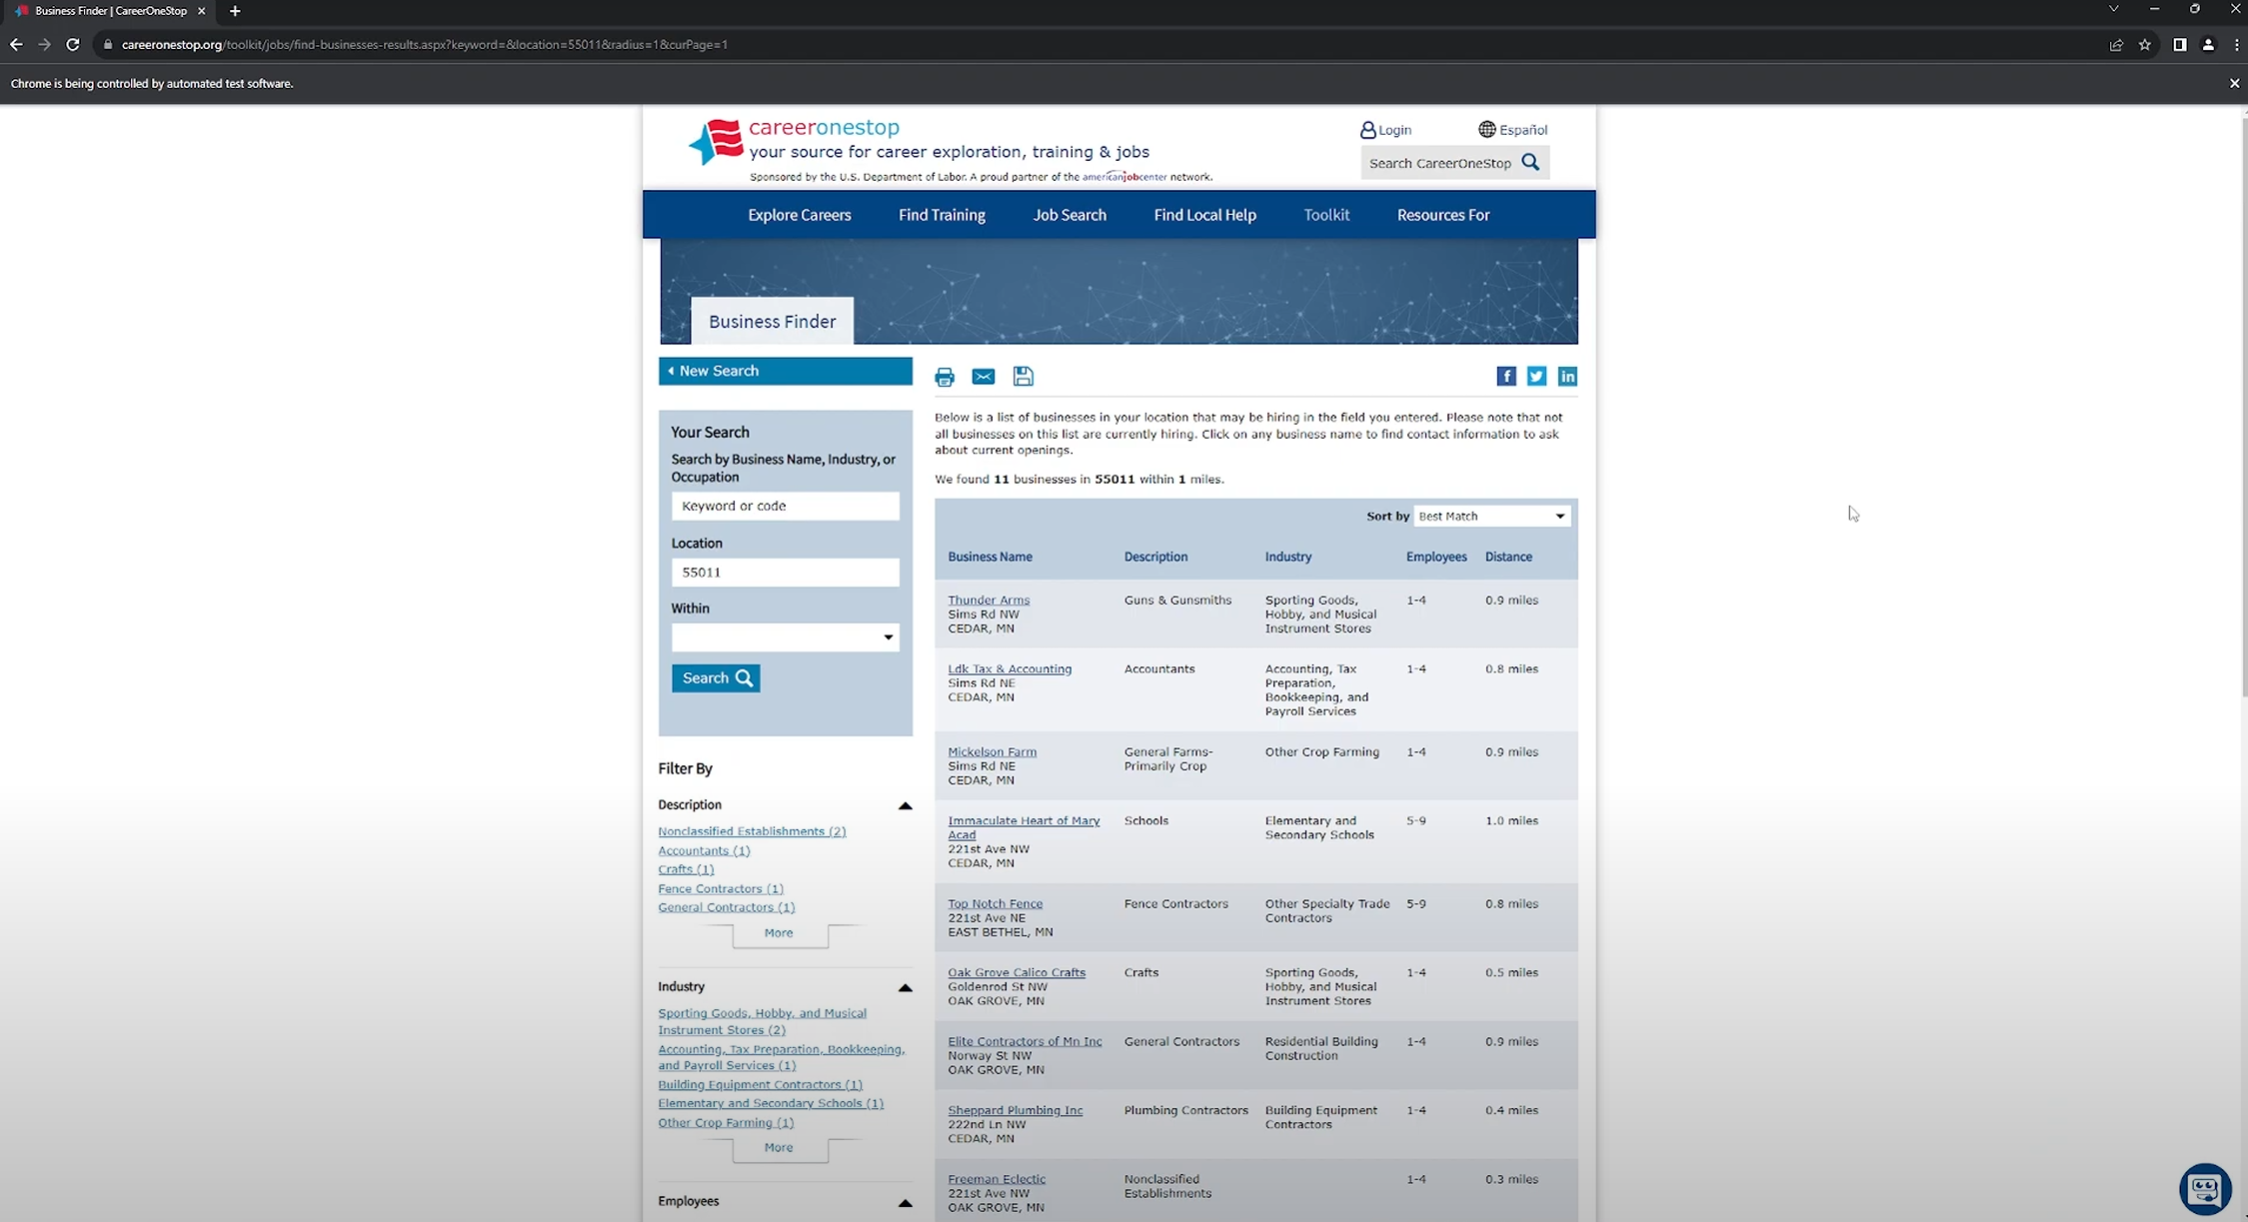 Business Finder | CareerOneStop
careeronestop.org/toolkit/jobs/find-businesses-results.aspx?keyword=&location=55011&radius=1&curPage=1
Chrome is being controlled by automated test software.
careeronestop
your source for career exploration, training & jobs
Sponsored by the U.S. Department of Labor. A proud partner of the americanjobcenter network.
Login
Español
Search CareerOneStop
Explore Careers
Find Training
Job Search
Find Local Help
Toolkit
Resources For
Business Finder
New Search
Your Search
Search by Business Name, Industry, or
Occupation
Keyword or code
Location
55011
Within
Search
Filter By
Description
Nonclassified Establishments (2)
Accountants (1)
Crafts (1)
Fence Contractors (1)
General Contractors (1)
More
Industry
Sporting Goods, Hobby, and Musical
Instrument Stores (2)
Accounting, Tax Preparation, Bookkeeping,
and Payroll Services (1)
Building Equipment Contractors (1)
Elementary and Secondary Schools (1)
Other Crop Farming (1)
More
Employees
Below is a list of businesses in your location that may be hiring in the field you entered. Please note that not
all businesses on this list are currently hiring. Click on any business name to find contact information to ask
about current openings.
We found 11 businesses in 55011 within 1 miles.
Sort by Best Match
Business Name Description Industry Employees Distance
Thunder Arms Guns & Gunsmiths Sporting Goods, 1-4 0.9 miles
Sims Rd NW Hobby, and Musical
CEDAR, MN Instrument Stores
Ldk Tax & Accounting Accountants Accounting, Tax 1-4 0.8 miles
Sims Rd NE Preparation,
CEDAR, MN Bookkeeping, and
Payroll Services
Mickelson Farm General Farms- Other Crop Farming 1-4 0.9 miles
Sims Rd NE Primarily Crop
CEDAR, MN
Immaculate Heart of Mary Schools Elementary and 5-9 1.0 miles
Acad Secondary Schools
221st Ave NW
CEDAR, MN
Top Notch Fence Fence Contractors Other Specialty Trade 5-9 0.8 miles
221st Ave NE Contractors
EAST BETHEL, MN
Oak Grove Calico Crafts Crafts Sporting Goods, 1-4 0.5 miles
Goldenrod St NW Hobby, and Musical
OAK GROVE, MN Instrument Stores
Elite Contractors of Mn Inc General Contractors Residential Building 1-4 0.9 miles
Norway St NW Construction
OAK GROVE, MN
Sheppard Plumbing Inc Plumbing Contractors Building Equipment 1-4 0.4 miles
222nd Ln NW Contractors
CEDAR, MN
Freeman Eclectic Nonclassified 1-4 0.3 miles
221st Ave NW Establishments
OAK GROVE, MN